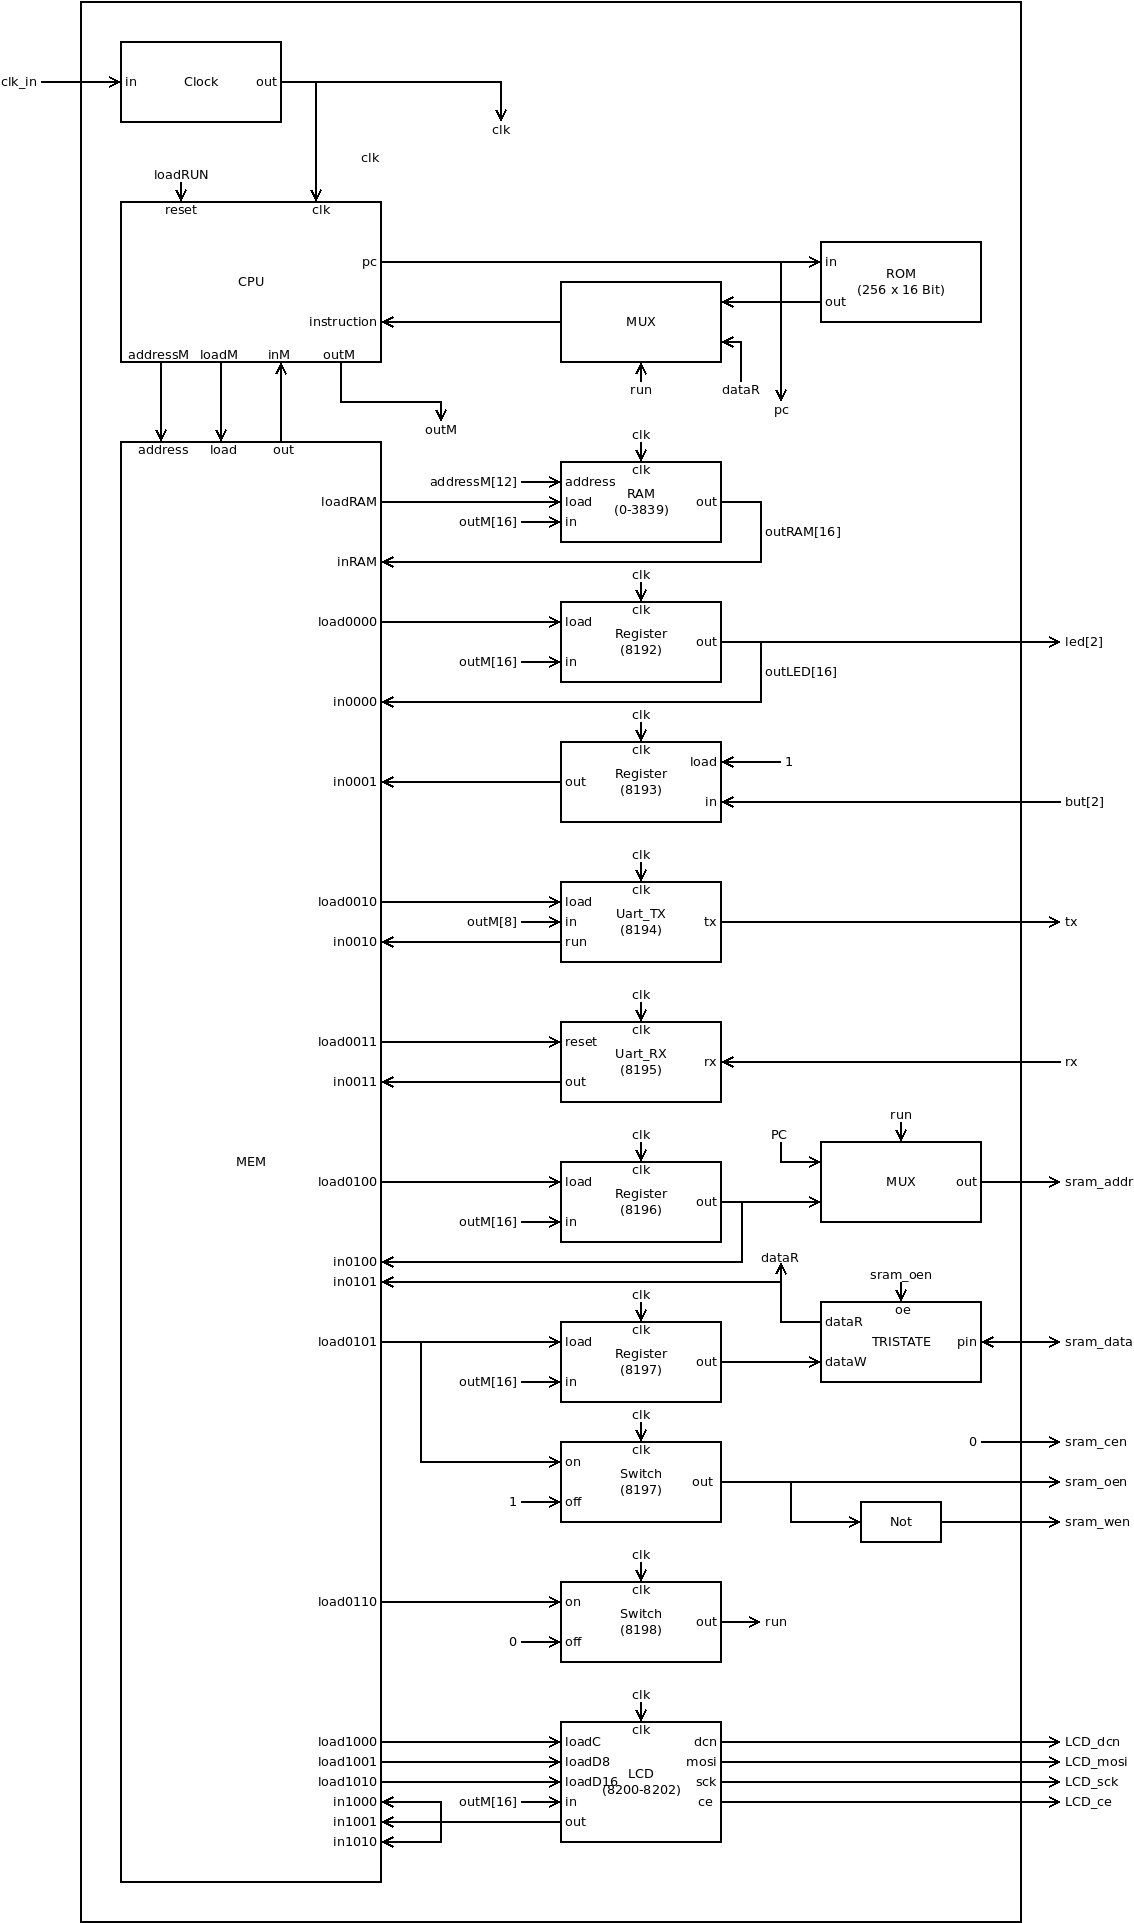 clk_in
in
Clock
out
clk
clk
loadRUN
reset
clk
CPU
pc
instruction
addressM
loadM
inM
outM
in
ROM
(256 x 16 Bit)
out
MUX
run
dataR
pc
outM
address
load
out
MEM
clk
clk
loadRAM
addressM[12]
address
load
outM[16]
in
RAM
(0-3839)
out
outRAM[16]
inRAM
clk
clk
load0000
load
Register
(8192)
out
led[2]
outM[16]
in
outLED[16]
in0000
clk
clk
load
1
in0001
out
Register
(8193)
in
but[2]
clk
clk
load0010
load
outM[8]
in
Uart_TX
(8194)
tx
tx
in0010
run
clk
clk
load0011
reset
Uart_RX
(8195)
rx
rx
in0011
out
run
clk
clk
PC
load0100
load
Register
(8196)
out
MUX
out
sram_addr
outM[16]
in
in0100
in0101
dataR
sram_oen
oe
clk
clk
dataR
load0101
load
Register
(8197)
out
TRISTATE
pin
sram_data
dataW
outM[16]
in
clk
clk
0
sram_cen
on
Switch
(8197)
out
sram_oen
1
off
Not
sram_wen
clk
clk
load0110
on
Switch
(8198)
out
run
0
off
clk
clk
load1000
loadC
dcn
LCD_dcn
load1001
loadD8
mosi
LCD_mosi
load1010
loadD16
LCD
(8200-8202)
sck
LCD_sck
in1000
outM[16]
in
ce
LCD_ce
in1001
out
in1010